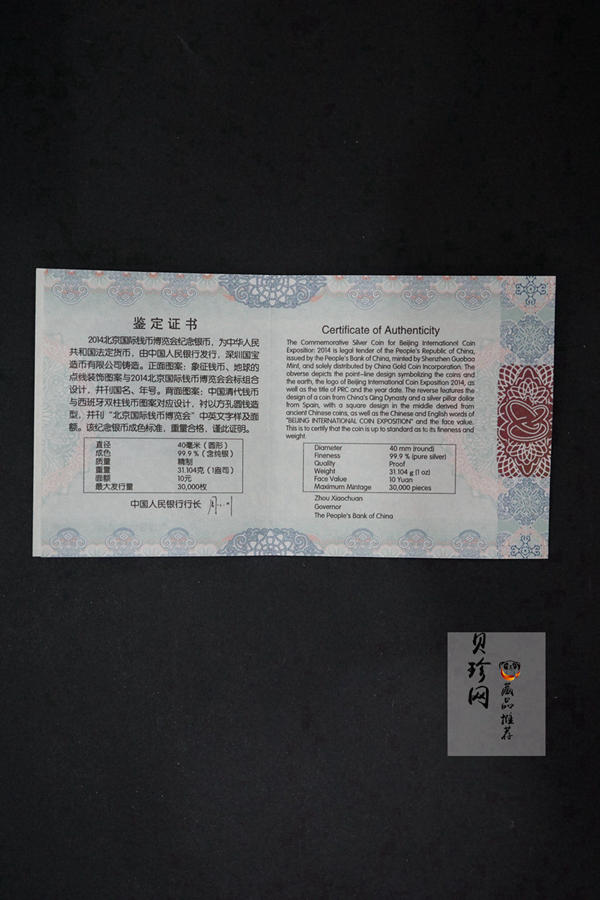 鉴定证书
2014北京国际钱币博览会纪念银币，为中华人民
共和国法定货币，由中国人民银行发行，深圳国宝
造币有限公司铸造。正面图案：象征钱币、地球的
点线装饰图案与2014北京国际钱币博览会会标组合
设计，并刊国名、年号。背面图案：中国清代钱币
与西班牙双柱钱币图案对应设计，衬以方孔圆钱造
型，并刊“北京国际钱币博览会”中英文字样及面
额。该纪念银币成色标准，重量合格，谨此证明。
直径 40毫米（圆形）
成色 99.9％（含纯银）
质量 精制
重量 31.104克（1盎司）
面额 10元
最大发行量 30,000枚
中国人民银行行长
Certificate of Authenticity
The Commemorative Silver Coin for Beijing International Coin
Exposition 2014 is legal tender of the People's Republic of China,
issued by the People's Bank of China, minted by Shenzhen Guobao
Mint, and solely distributed by China Gold Coin Incorporation. The
obverse depicts the point-line design symbolizing the coins and
the earth, the logo of Beijing International Coin Exposition 2014, as
well as the title of PRC and the year date. The reverse features the
design of a coin from China's Qing Dynasty and a silver pillar dollar
from Spain, with a square design in the middle derived from
ancient Chinese coins, as well as the Chinese and English words of
"BEIJING INTERNATIONAL COIN EXPOSITION" and the face value.
This is to certify that the coin is up to standard as to its fineness and
weight.
Diameter 40 mm (round)
Fineness 99.9 % (pure silver)
Quality Proof
Weight 31.104 g (1 oz)
Face Value 10 Yuan
Maximum Mintage 30,000 pieces
Zhou Xiaochuan
Governor
The People's Bank of China
贝珍网
藏品推荐